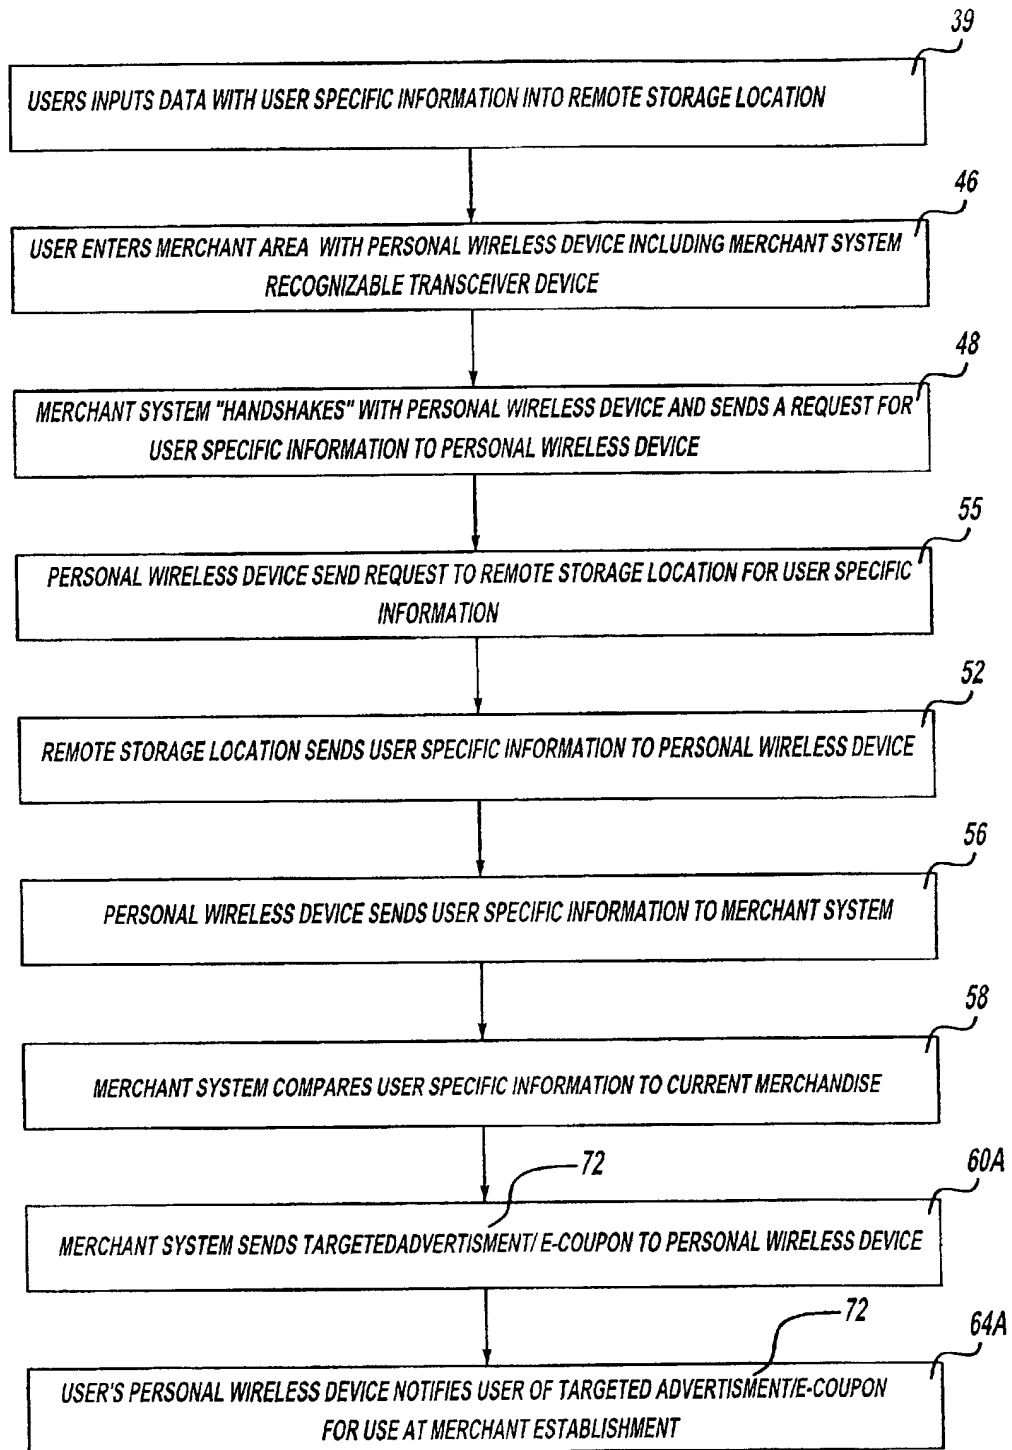 39
USERS INPUTS DATA WITH USER SPECIFIC INFORMATION INTO REMOTE STORAGE LOCATION
46
USER ENTERS MERCHANT AREA WITH PERSONAL WIRELESS DEVICE INCLUDING MERCHANT SYSTEM
RECOGNIZABLE TRANSCEIVER DEVICE
48
MERCHANT SYSTEM "HANDSHAKES" WITH PERSONAL WIRELESS DEVICE AND SENDS A REQUEST FOR
USER SPECIFIC INFORMATION TO PERSONAL WIRELESS DEVICE
55
PERSONAL WIRELESS DEVICE SEND REQUEST TO REMOTE STORAGE LOCATION FOR USER SPECIFIC
INFORMATION
52
REMOTE STORAGE LOCATION SENDS USER SPECIFIC INFORMATION TO PERSONAL WIRELESS DEVICE
56
PERSONAL WIRELESS DEVICE SENDS USER SPECIFIC INFORMATION TO MERCHANT SYSTEM
58
MERCHANT SYSTEM COMPARES USER SPECIFIC INFORMATION TO CURRENT MERCHANDISE
72
60A
MERCHANT SYSTEM SENDS TARGETEDADVERTISMENT/ E-COUPON TO PERSONAL WIRELESS DEVICE
72
64A
USER'S PERSONAL WIRELESS DEVICE NOTIFIES USER OF TARGETED ADVERTISMENT/E-COUPON
FOR USE AT MERCHANT ESTABLISHMENT